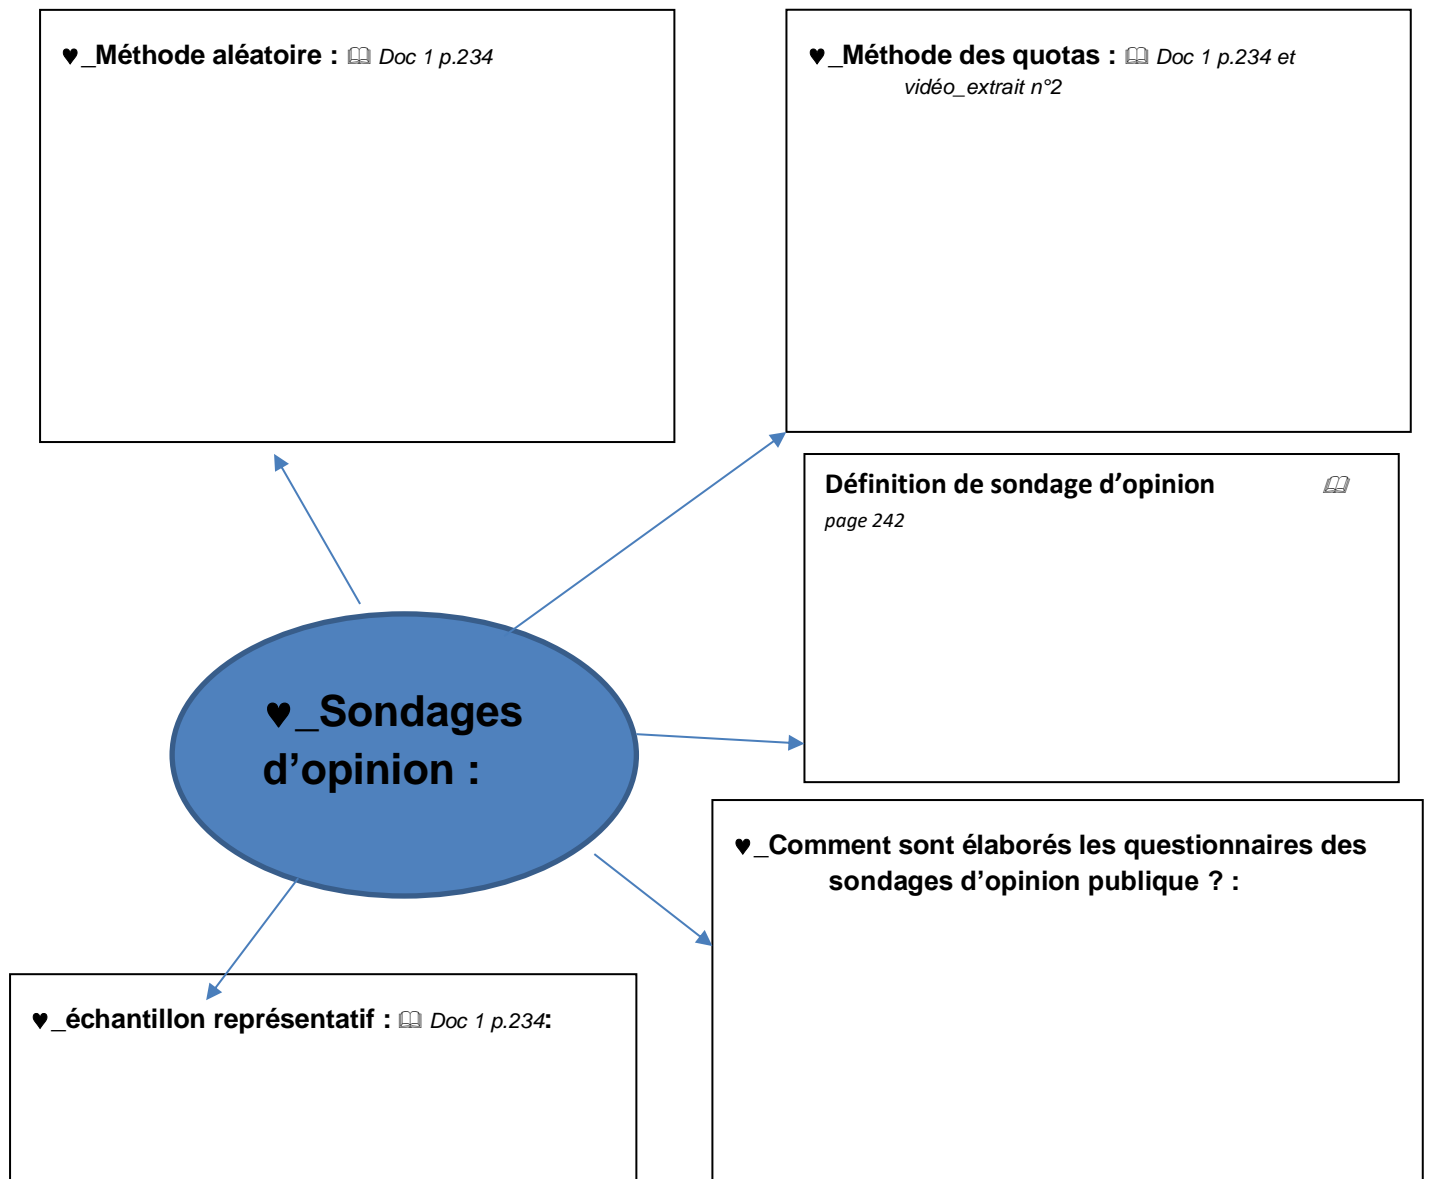 ♥_Méthode aléatoire : 🕮 Doc 1 p.234
♥_Méthode des quotas : 🕮 Doc 1 p.234 et
vidéo_extrait n°2
Définition de sondage d’opinion 🕮
page 242
♥_Sondages
d’opinion :
♥_Comment sont élaborés les questionnaires des
sondages d’opinion publique ? :
♥_échantillon représentatif : 🕮 Doc 1 p.234: